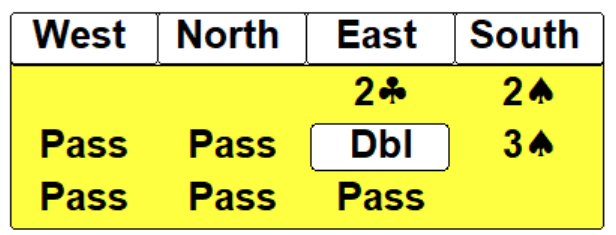 West North East South
2♣ 2♠
Pass Pass Dbl 3♠
Pass Pass Pass